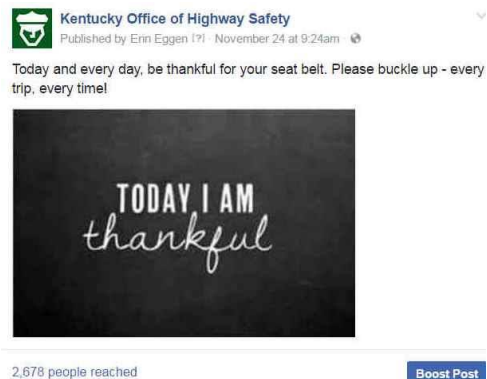 Kentucky Office of Highway Safety
Published by Erin Eggen [?] · November 24 at 9:24am ·
Today and every day, be thankful for your seat belt. Please buckle up - every
trip, every time!
TODAY I AM
thankful
2,678 people reached
Boost Post